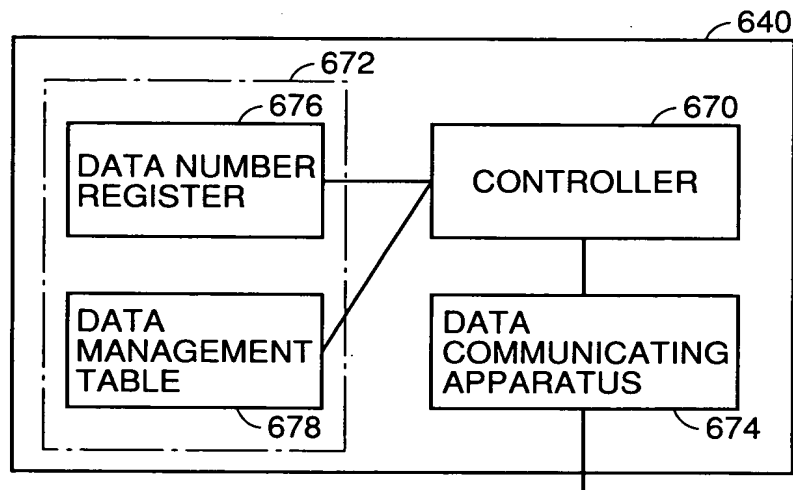 640
672
676
DATA NUMBER
REGISTER
670
CONTROLLER
DATA
MANAGEMENT
TABLE
678
DATA
COMMUNICATING
APPARATUS
674